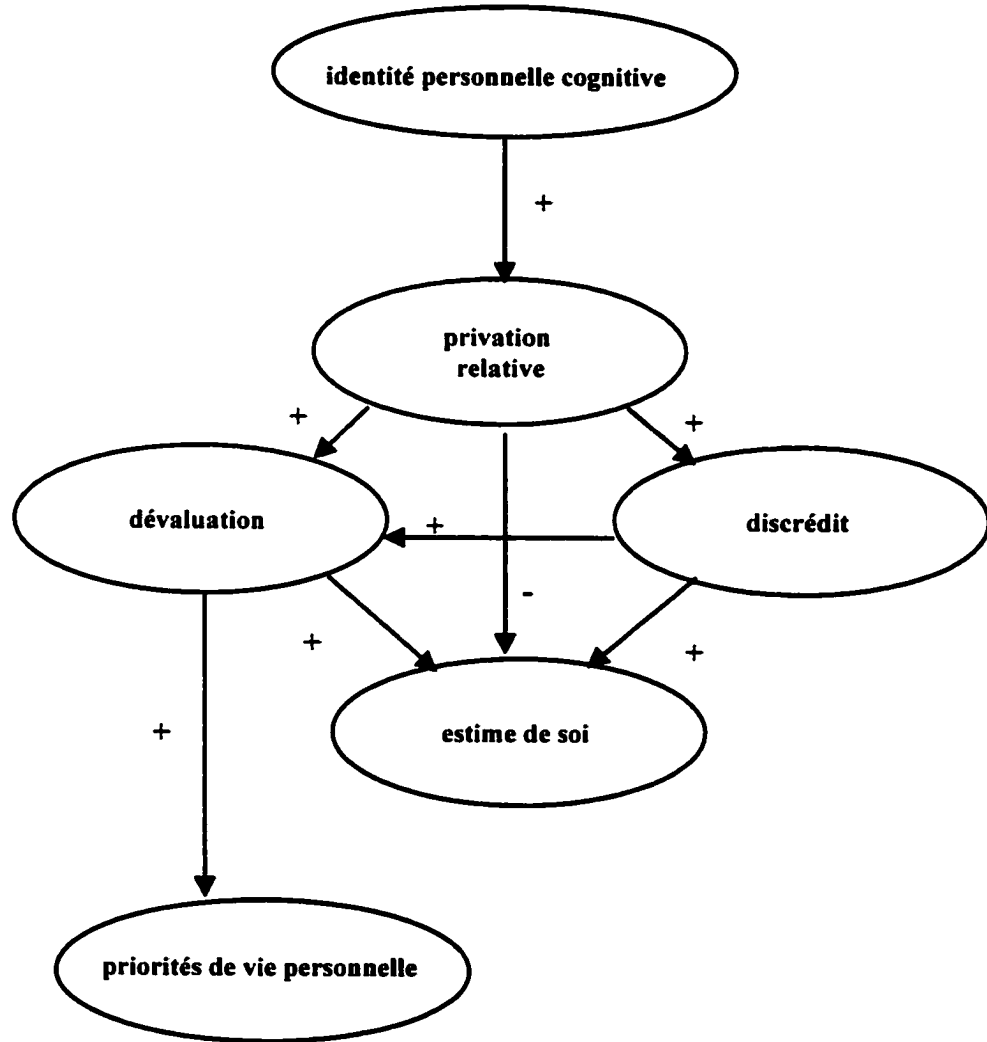 identité personnelle cognitive
+
privation
relative
+
+
dévaluation
+
discrédit
-
+
+
+
estime de soi
priorités de vie personnelle